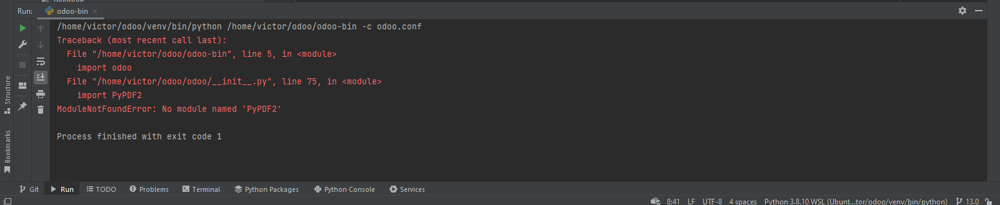 Run:
odoo-bin
/home/victor/odoo/venv/bin/python /home/victor/odoo/odoo-bin -c odoo.conf
Traceback (most recent call last):
File "/home/victor/odoo/odoo-bin", line 5, in <module>
import odoo
File "/home/victor/odoo/odoo/__init__.py", line 75, in <module>
import PyPDF2
ModuleNotFoundError: No module named 'PyPDF2'
Process finished with exit code 1
Structure
Bookmarks
Git Run TODO Problems Terminal Python Packages Python Console Services
8:41 LF UTF-8 4 spaces Python 3.8.10 WSL (Ubunt...tor/odoo/venv/bin/python) 13.0